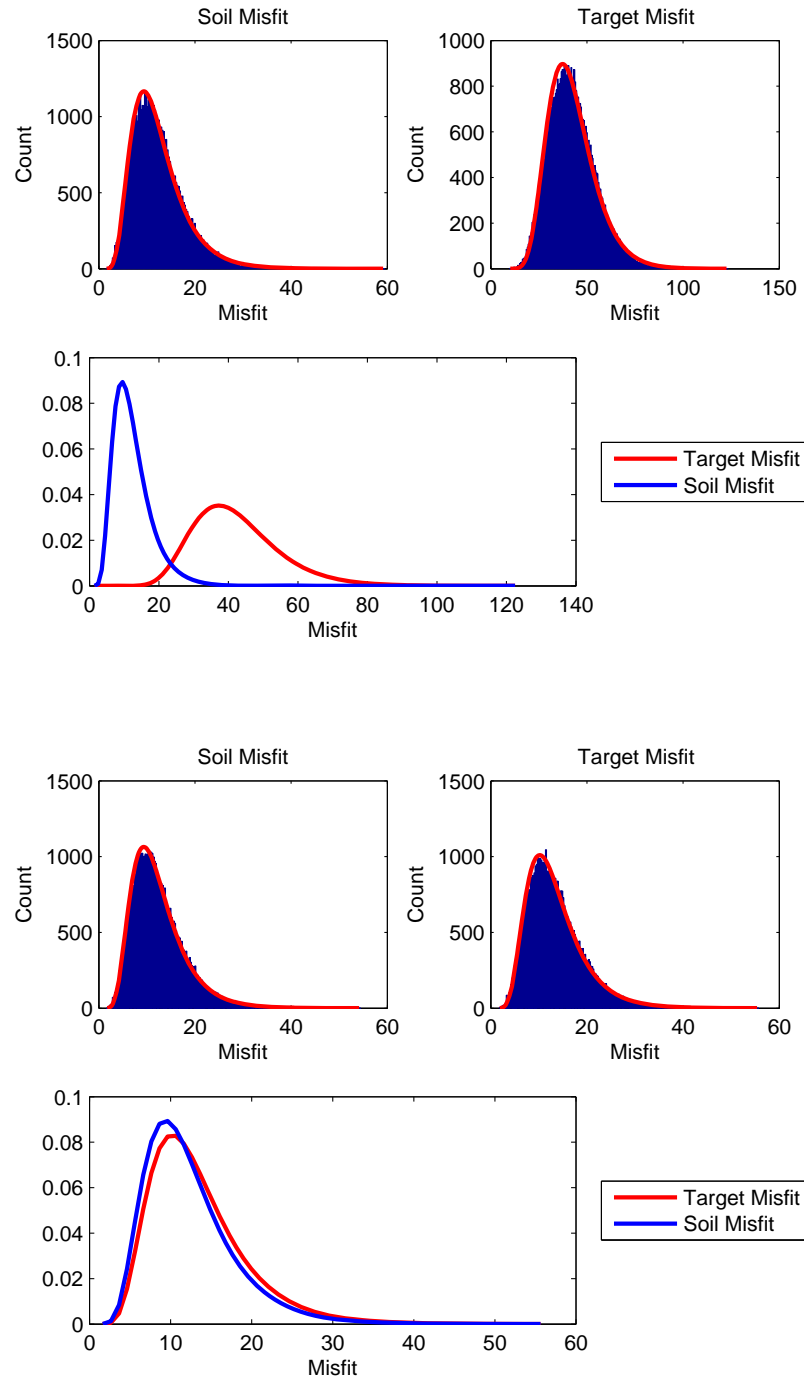 Soil Misfit
1500
1000
500
0
Count
0 20 40 60
Misfit
Target Misfit
1000
800
600
400
200
0
Count
0 50 100 150
Misfit
0.1
0.08
0.06
0.04
0.02
0
0 20 40 60 80 100 120 140
Misfit
Target Misfit
Soil Misfit
Soil Misfit
1500
1000
500
0
Count
0 20 40 60
Misfit
Target Misfit
1500
1000
500
0
Count
0 20 40 60
Misfit
0.1
0.08
0.06
0.04
0.02
0
0 10 20 30 40 50 60
Misfit
Target Misfit
Soil Misfit